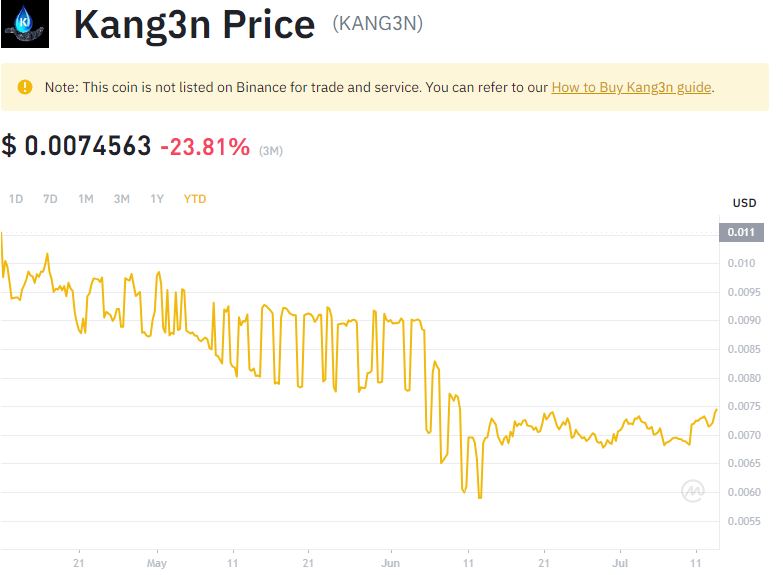 Kang3n Price (KANG3N)
Note: This coin is not listed on Binance for trade and service. You can refer to our How to Buy Kang3n guide.
$ 0.0074563 -23.81% (3M)
1D 7D 1M 3M 1Y YTD
USD
0.011
0.010
0.0095
0.0090
0.0085
0.0080
0.0075
0.0070
0.0065
0.0060
0.0055
21 May 11 21 Jun 11 21 Jul 11